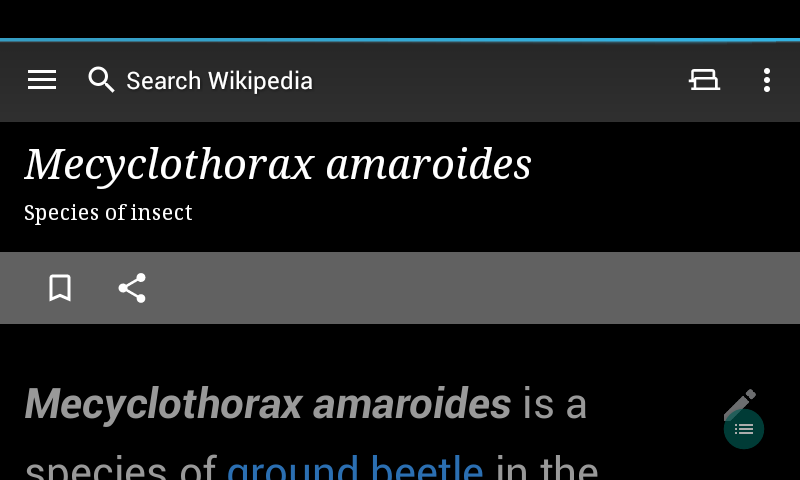 Search Wikipedia
Mecyclothorax amaroides
Species of insect
Mecyclothorax amaroides is a
species of ground beetle in the